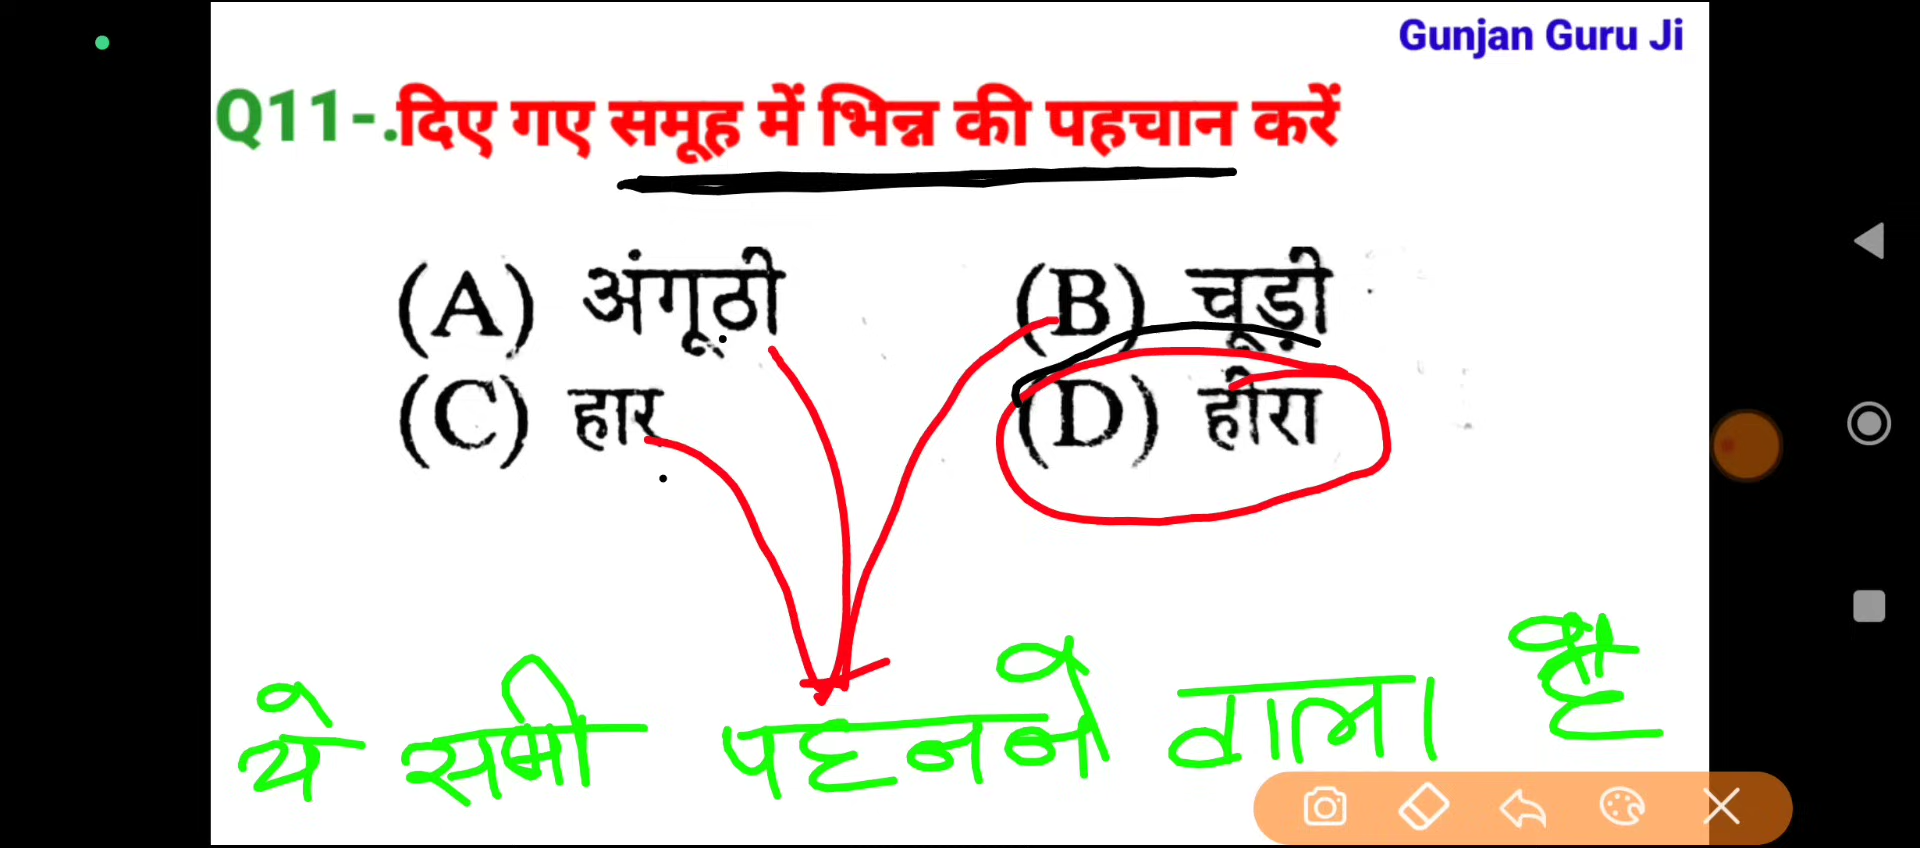 Gunjan Guru Ji
Q11-.दिए गए समूह में भिन्न की पहचान करें
(A) अंगूठी (B) चूड़ी
(C) हार (D) हीरा
ये सभी पहनने वाला है